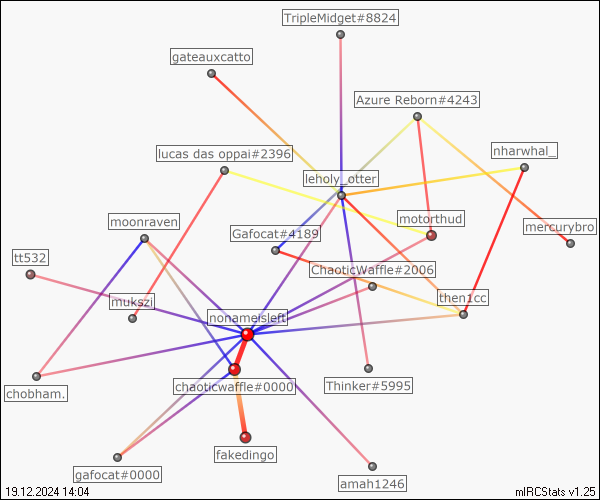 TripleMidget#8824
gateauxcatto
Azure Reborn#4243
lucas das oppai#2396
nharwhal_
leholy_otter
moonraven
motorthud
Gafocat#4189
mercurybro
tt532
ChaoticWaffle#2006
mukszi
then1cc
nonameisleft
chobham.
chaoticwaffle#0000
Thinker#5995
fakedingo
gafocat#0000
amah1246
19.12.2024 14:04
mIRCStats v1.25